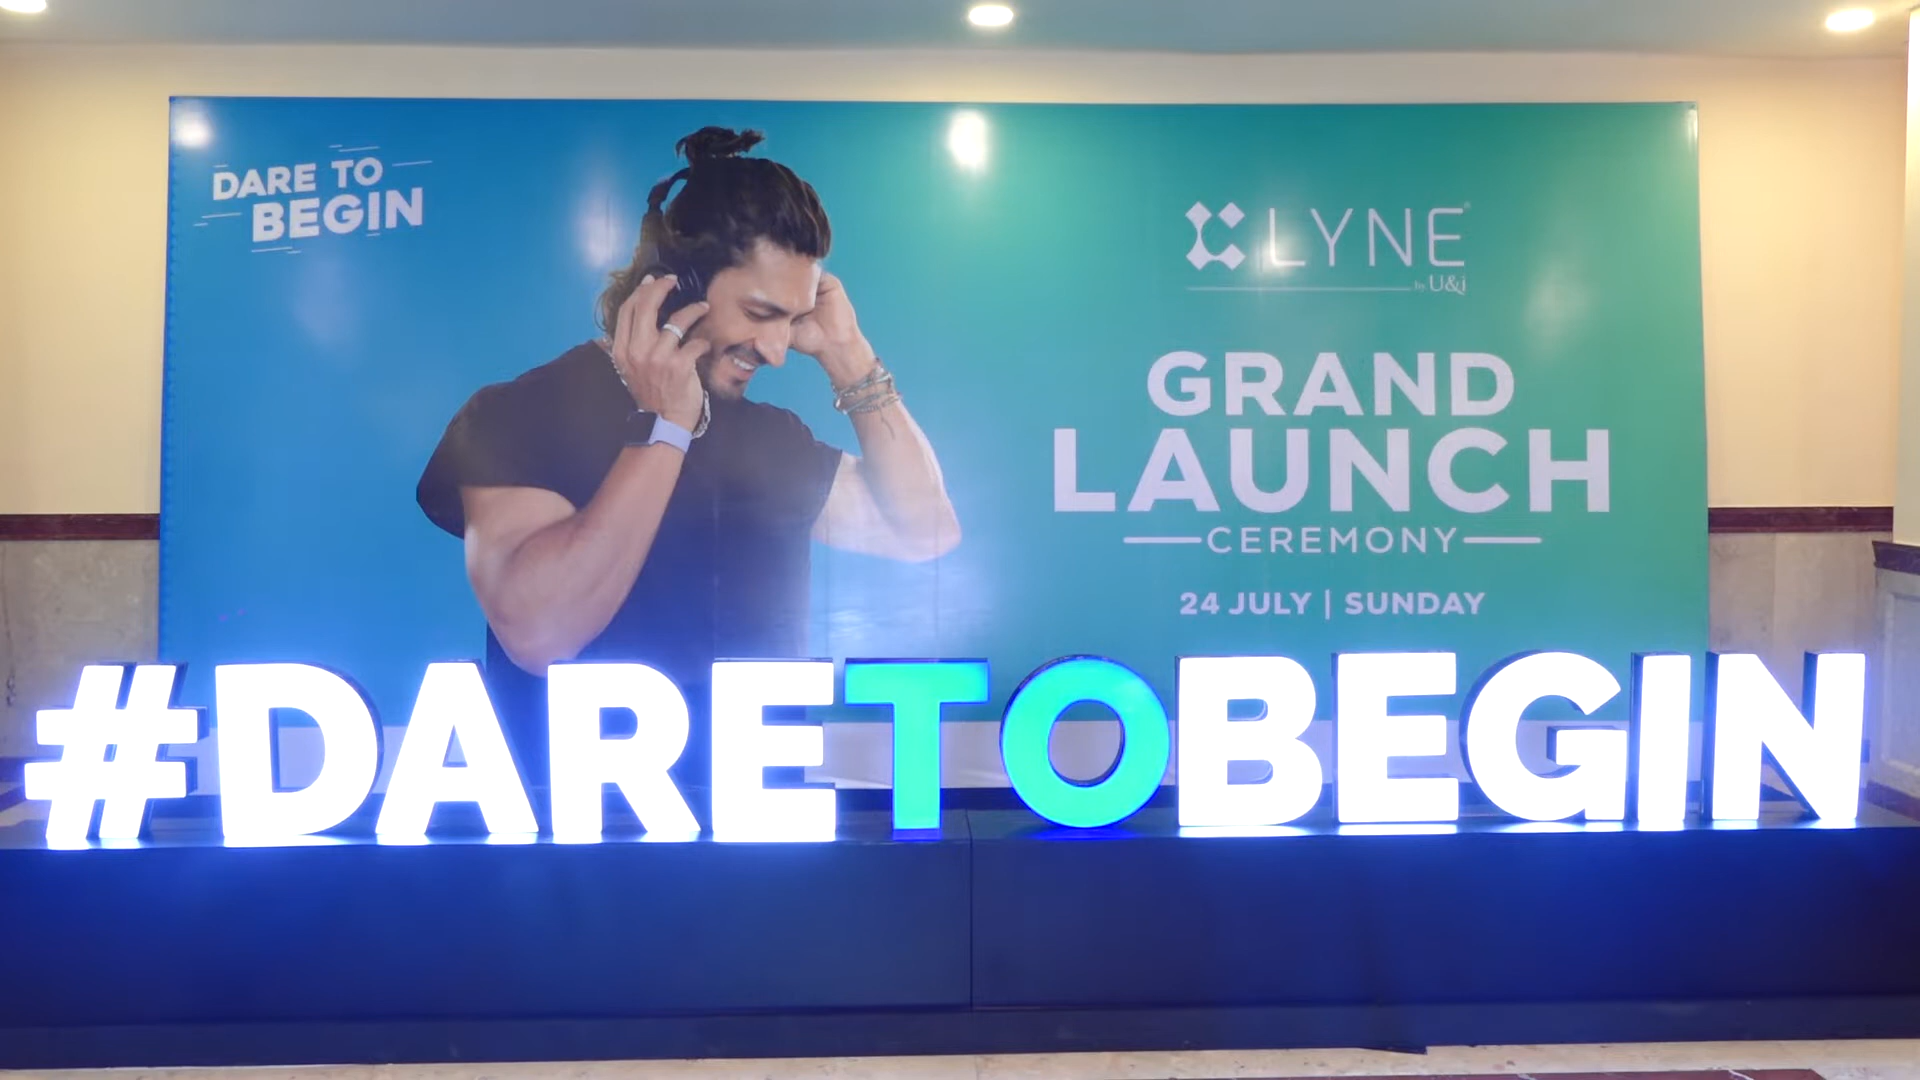 DARE TO
BEGIN
LYNE
by U&i
GRAND
LAUNCH
CEREMONY
24 JULY | SUNDAY
#DARETOBEGIN